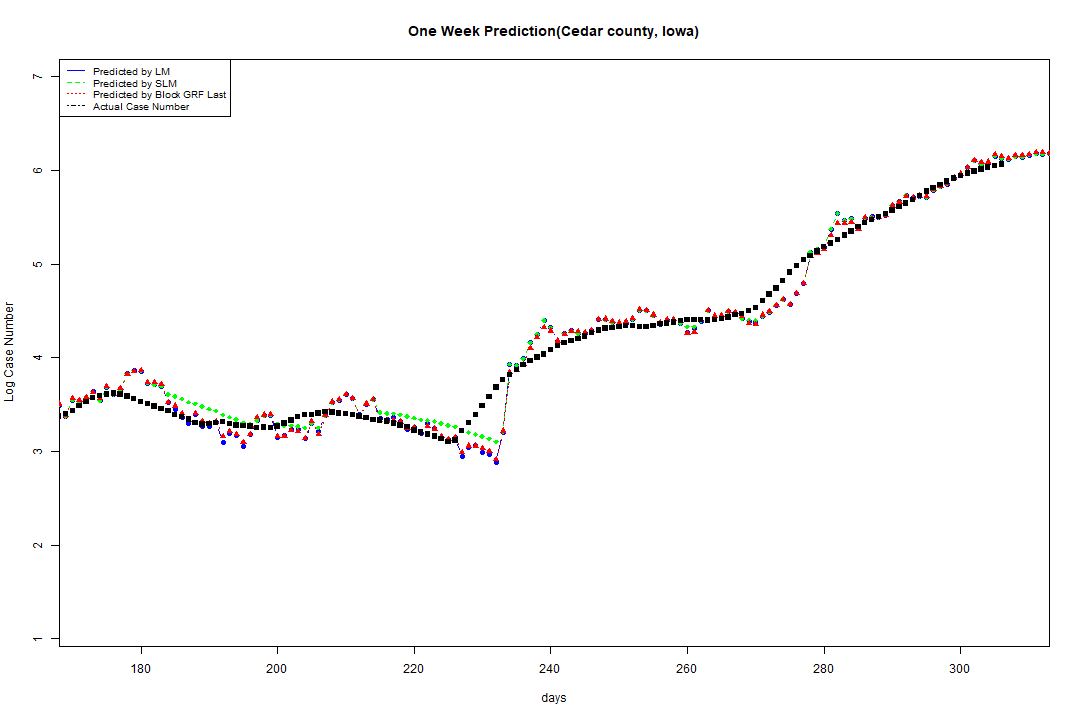 One Week Prediction(Cedar county, Iowa)
Predicted by LM
Predicted by SLM
Predicted by Block GRF Last
Actual Case Number
7
6
5
4
3
2
1
Log Case Number
180 200 220 240 260 280 300
days